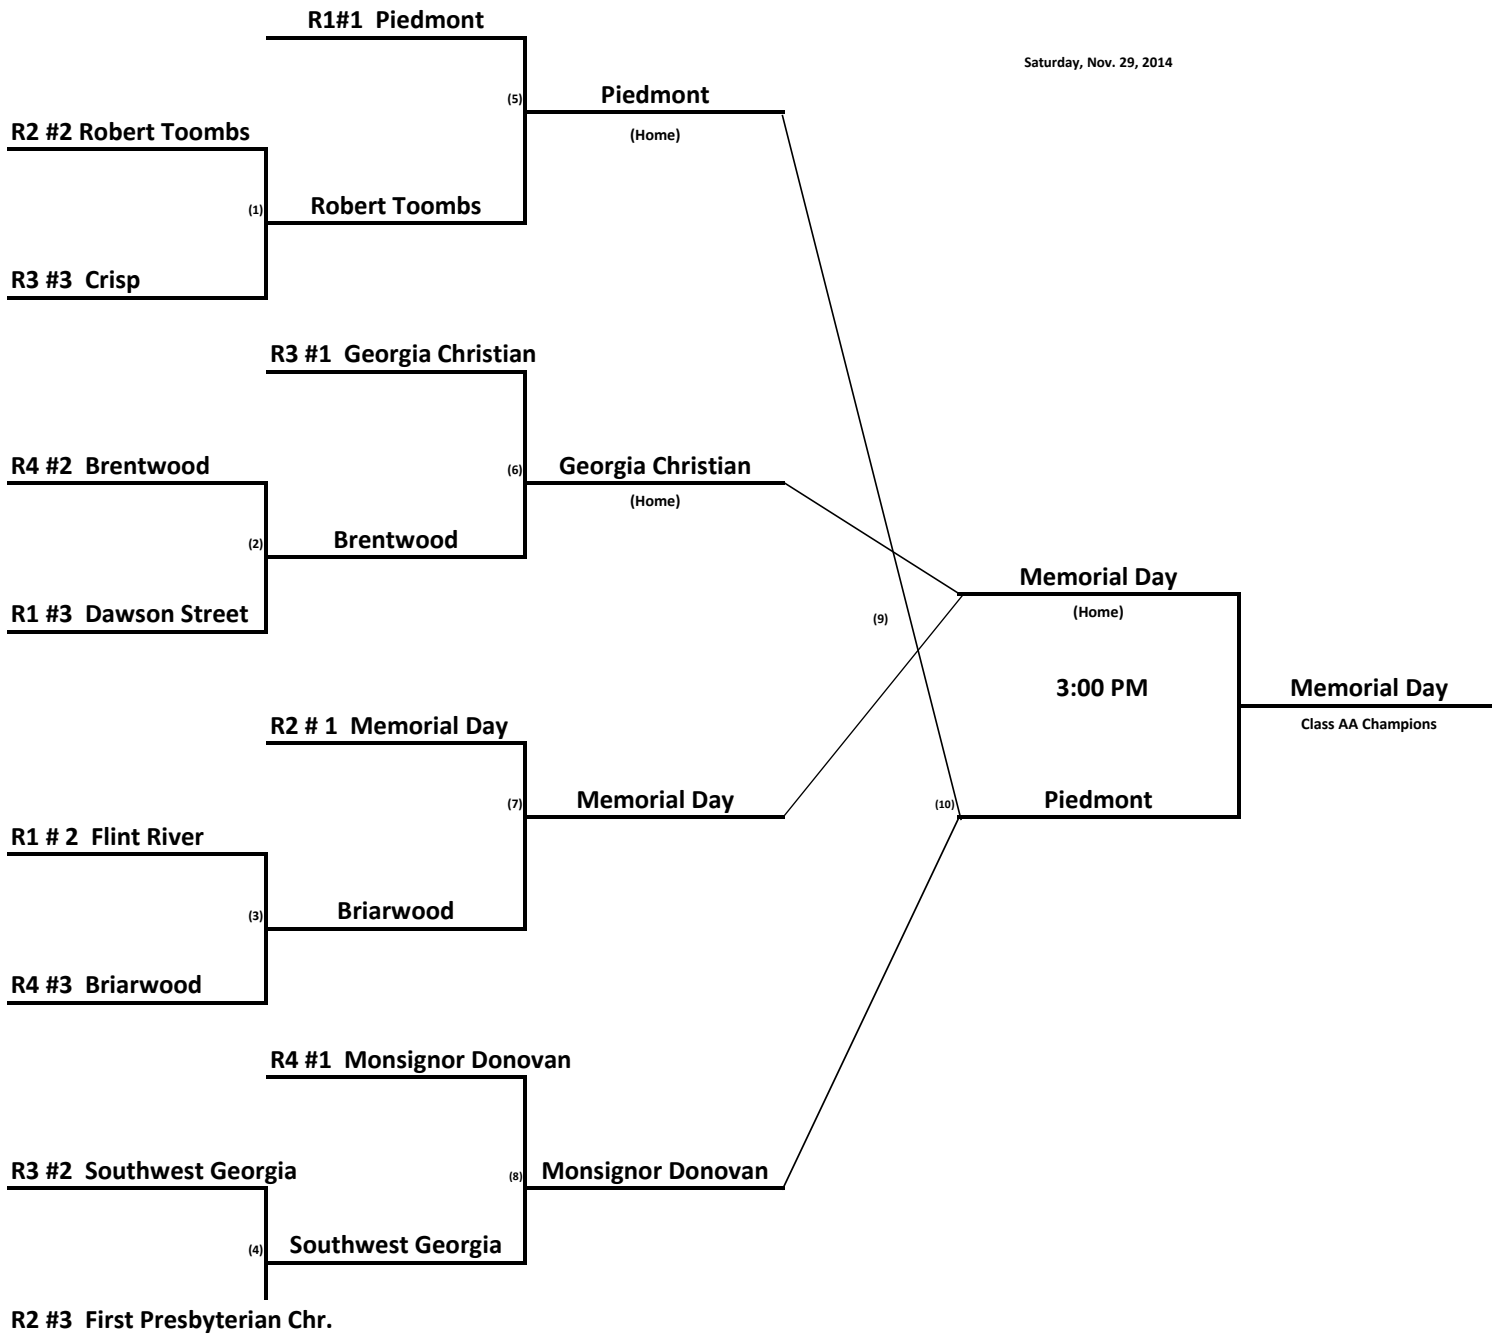 R1#1 Piedmont
Saturday, Nov. 29, 2014
(5)
Piedmont
(Home)
R2 #2 Robert Toombs
(1)
Robert Toombs
R3 #3 Crisp
R3 #1 Georgia Christian
R4 #2 Brentwood
(6)
Georgia Christian
(Home)
(2)
Brentwood
R1 #3 Dawson Street
(9)
Memorial Day
(Home)
3:00 PM
Memorial Day
Class AA Champions
R2 # 1 Memorial Day
(7)
Memorial Day
(10)
Piedmont
R1 # 2 Flint River
(3)
Briarwood
R4 #3 Briarwood
R4 #1 Monsignor Donovan
R3 #2 Southwest Georgia
(8)
Monsignor Donovan
(4)
Southwest Georgia
R2 #3 First Presbyterian Chr.